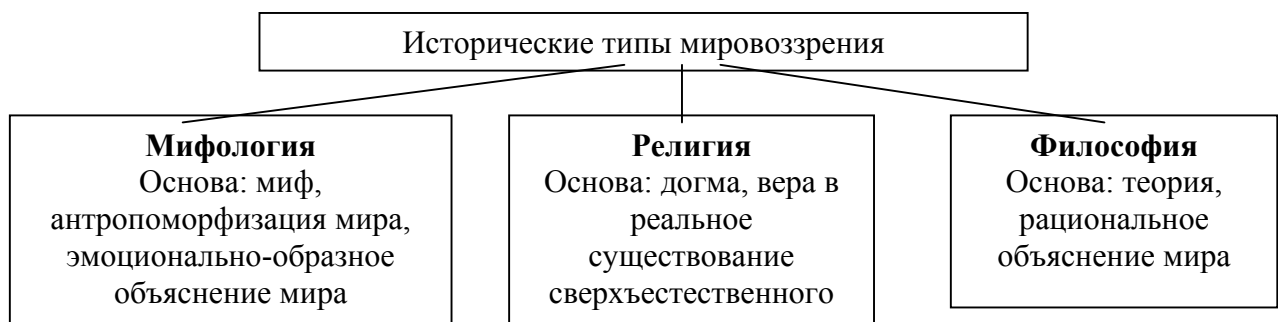 Исторические типы мировоззрения
Мифология
Основа: миф,
антропоморфизация мира,
эмоционально-образное
объяснение мира
Религия
Основа: догма, вера в
реальное
существование
сверхъестественного
Философия
Основа: теория,
рациональное
объяснение мира